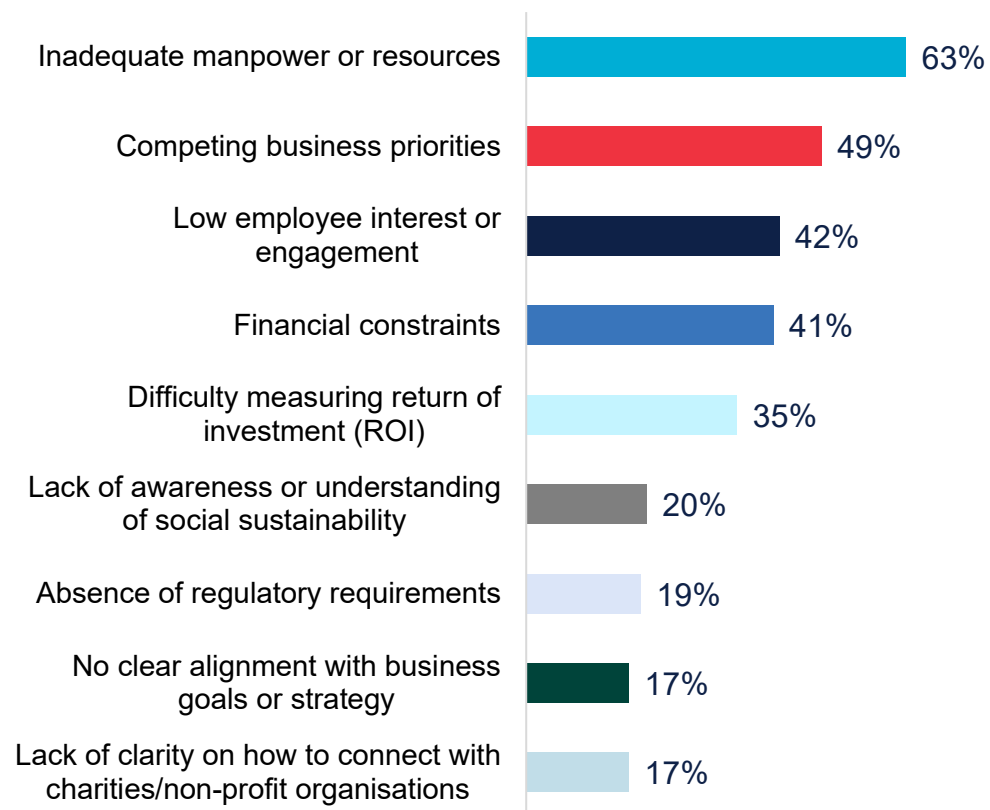 Inadequate manpower or resources
63%
Competing business priorities
49%
Low employee interest or
engagement
42%
Financial constraints
41%
Difficulty measuring return of
investment (ROI)
35%
Lack of awareness or understanding
of social sustainability
20%
Absence of regulatory requirements
19%
No clear alignment with business
goals or strategy
17%
Lack of clarity on how to connect with
charities/non-profit organisations
17%